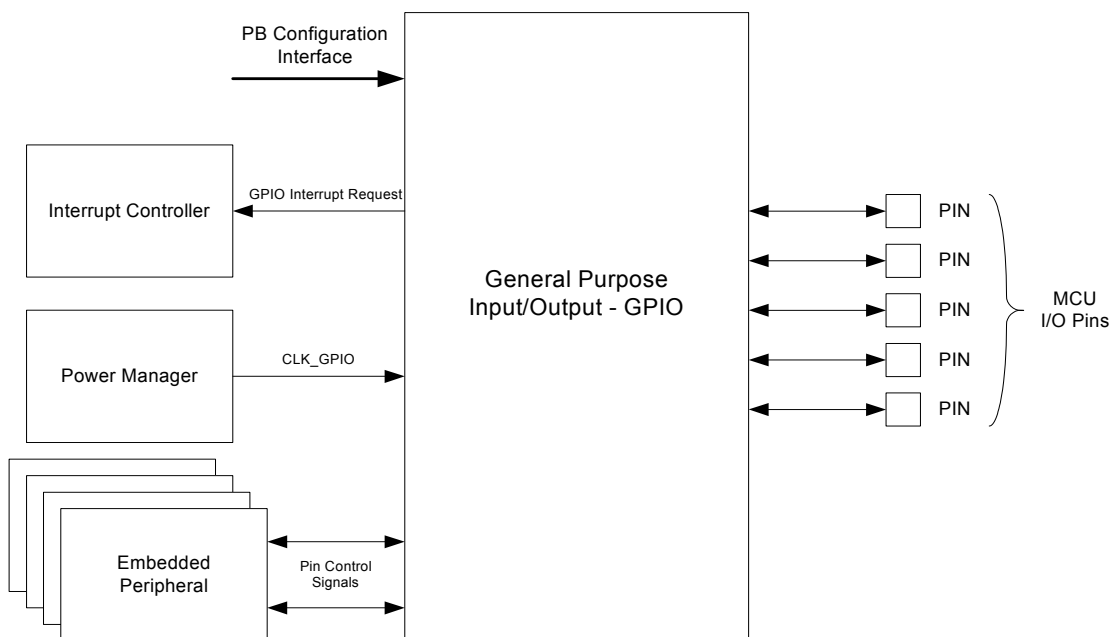 PB Configuration
Interface
Interrupt Controller
GPIO Interrupt Request
Power Manager
CLK_GPIO
Embedded
Peripheral
Pin Control
Signals
General Purpose
Input/Output - GPIO
PIN
PIN
PIN
PIN
PIN
MCU
I/O Pins